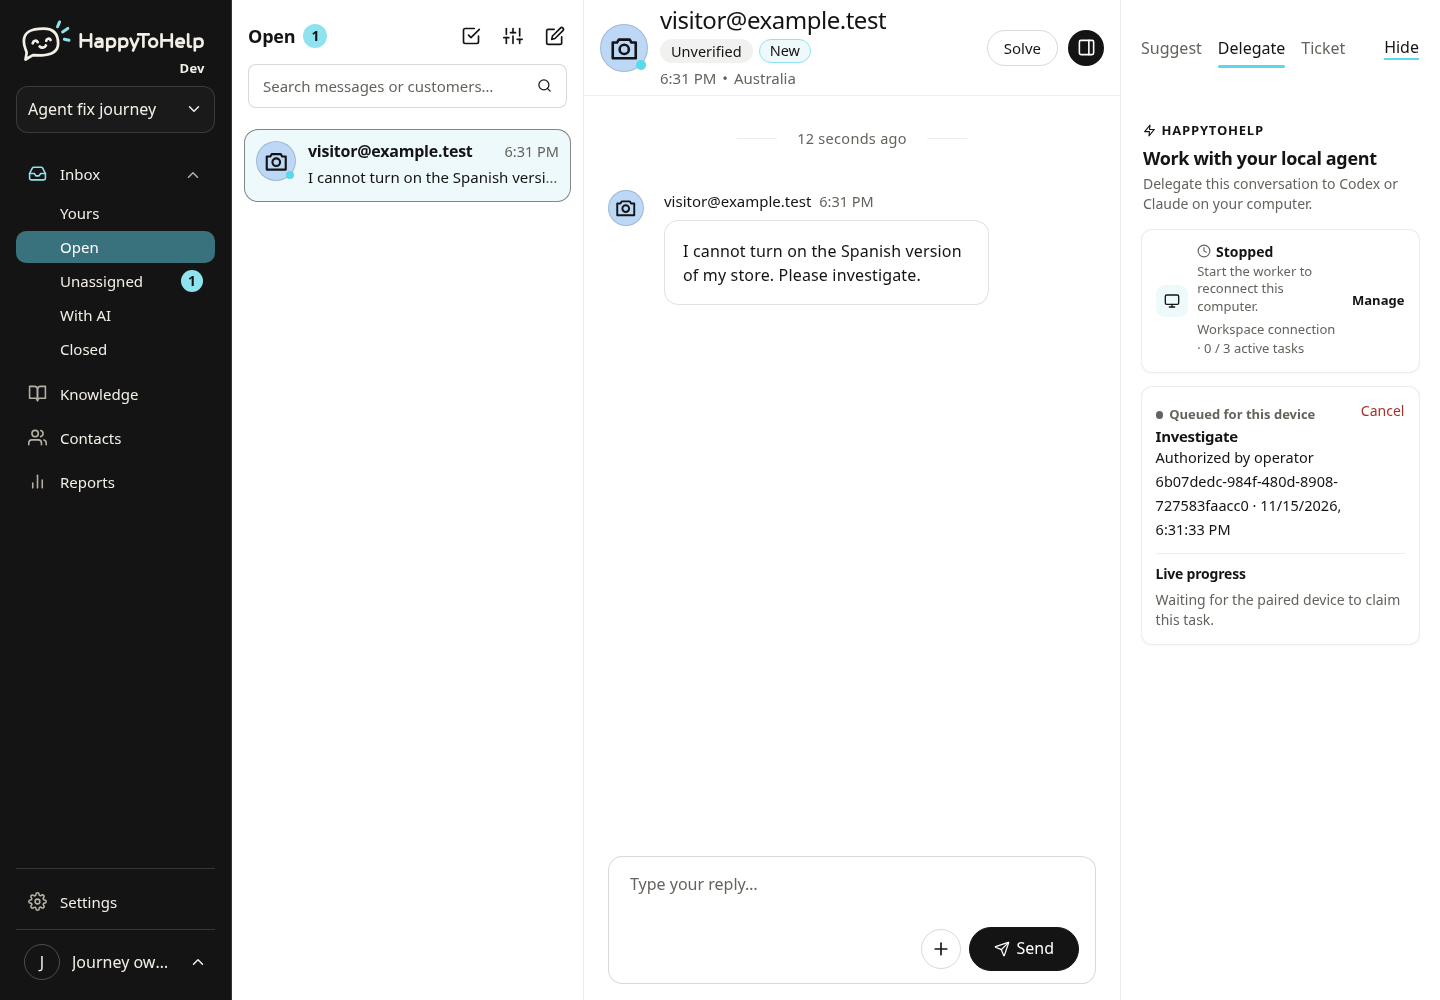 HappyToHelp
Dev
Agent fix journey
Inbox
Yours
Open
Unassigned
1
With AI
Closed
Knowledge
Contacts
Reports
Settings
J
Journey ow...
Open
1
Search messages or customers...
visitor@example.test
6:31 PM
I cannot turn on the Spanish versi...
visitor@example.test
Unverified
New
6:31 PM • Australia
Solve
12 seconds ago
visitor@example.test 6:31 PM
I cannot turn on the Spanish version
of my store. Please investigate.
Type your reply...
Send
Suggest
Delegate
Ticket
Hide
HAPPYTOHELP
Work with your local agent
Delegate this conversation to Codex or
Claude on your computer.
Stopped
Start the worker to
reconnect this
computer.
Workspace connection
· 0 / 3 active tasks
Manage
Queued for this device
Cancel
Investigate
Authorized by operator
6b07dedc-984f-480d-8908-
727583faacc0 · 11/15/2026,
6:31:33 PM
Live progress
Waiting for the paired device to claim
this task.